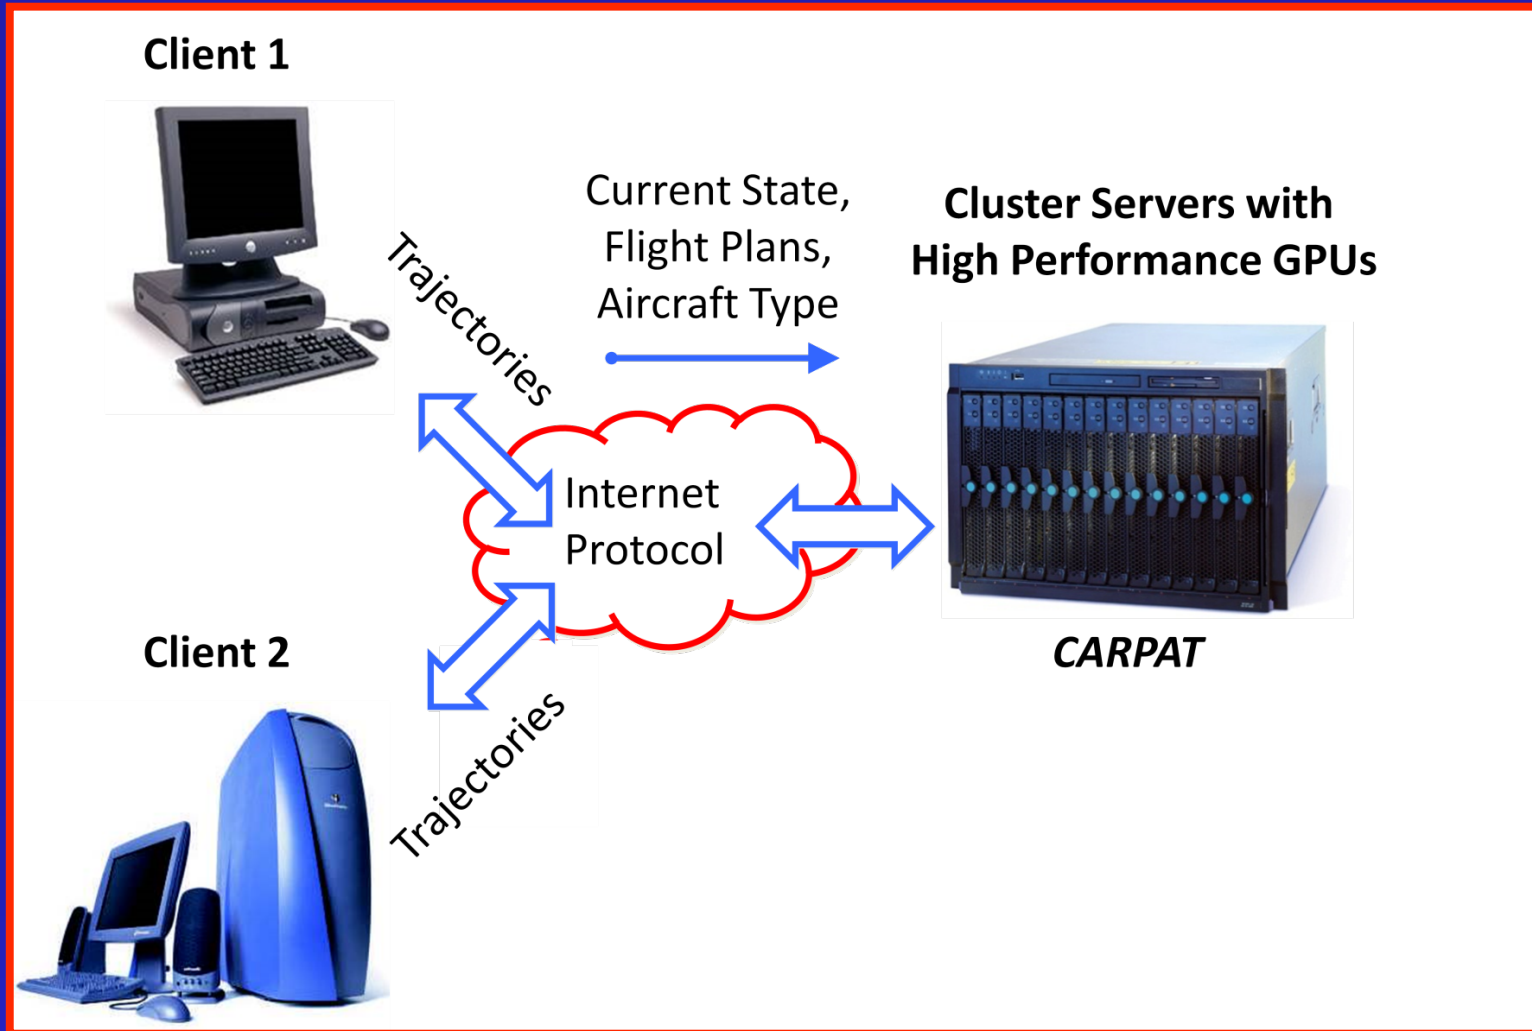 Client 1
Current State,
Flight Plans,
Aircraft Type
Cluster Servers with
High Performance GPUs
Trajectories
Internet
Protocol
CARPAT
Client 2
Trajectories